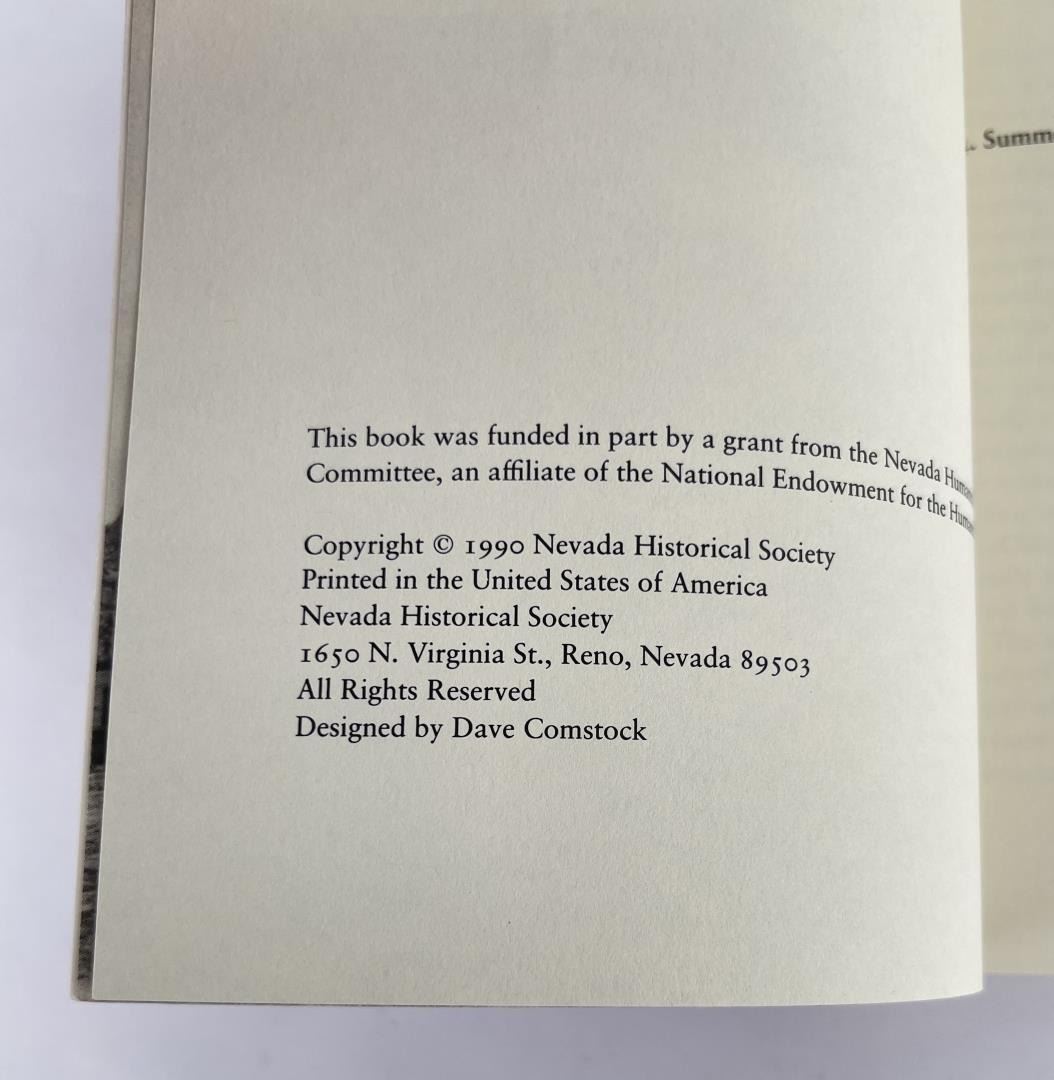 This book was funded in part by a grant from the Nevada
Committee, an affiliate of the National Endowment for the
Copyright © 1990 Nevada Historical Society
Printed in the United States of America
Nevada Historical Society
1650 N. Virginia St., Reno, Nevada 89503
All Rights Reserved
Designed by Dave Comstock